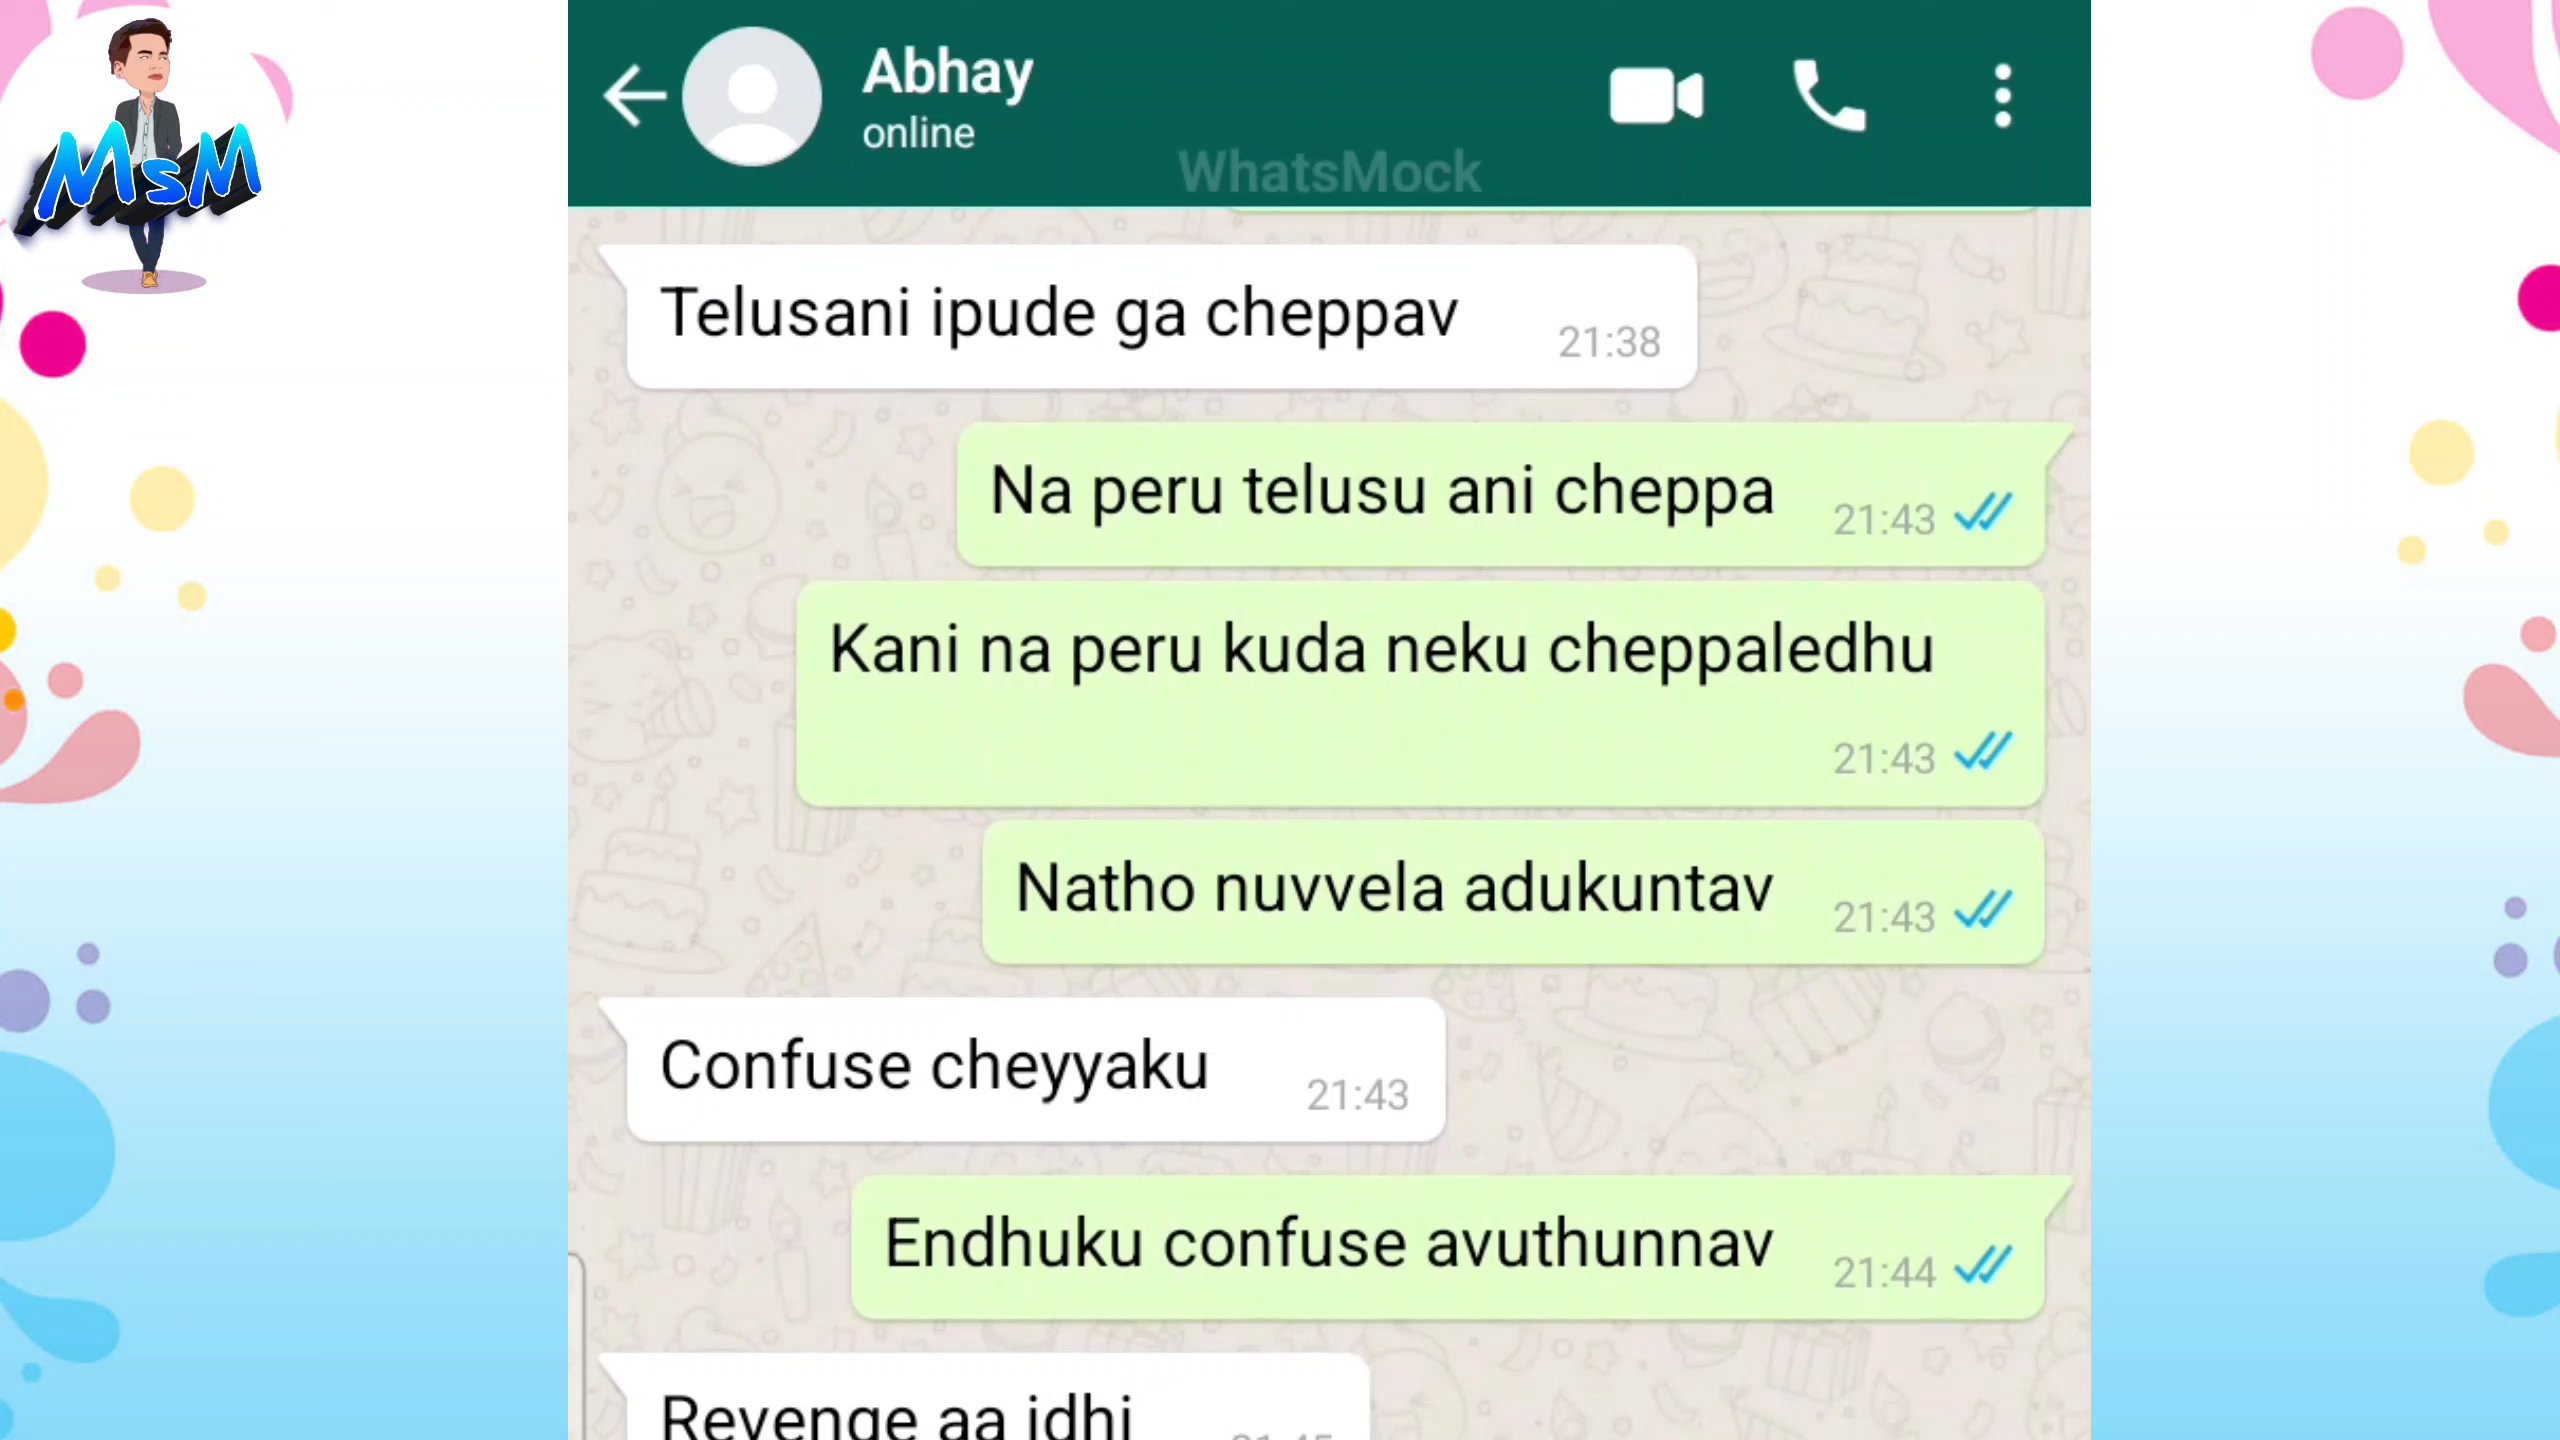 MsM
Abhay
online
WhatsMock
Telusani ipude ga cheppav
21:38
Na peru telusu ani cheppa
21:43
Kani na peru kuda neku cheppaledhu
21:43
Natho nuvvela adukuntav
21:43
Confuse cheyyaku
21:43
Endhuku confuse avuthunnav
21:44
Revenge aa idhi